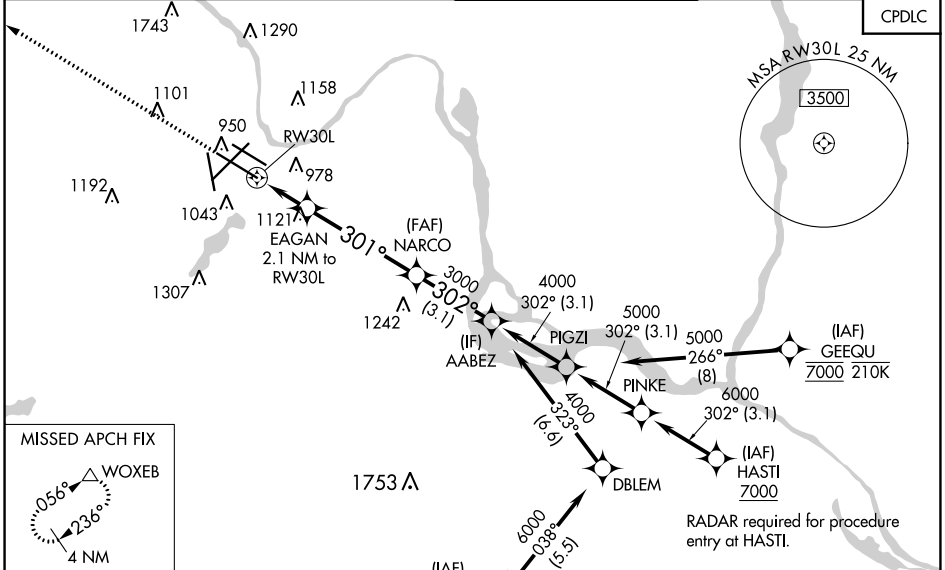 CPDLC
1743
1290
MSA RW30L 25 NM
3500
1158
1101
950
RW30L
978
1192
1043
1121
EAGAN
2.1 NM to
RW30L
301°
(FAF)
NARCO
1307
3000
302°
(3.1)
1242
4000
302° (3.1)
(IF)
AABEZ
PIGZI
5000
302° (3.1)
5000
266°
(8)
(IAF)
GEEQU
7000 210K
PINKE
6000
302° (3.1)
4000
323°
(6.6)
(IAF)
HASTI
7000
DBLEM
1753
RADAR required for procedure
entry at HASTI.
6000
038°
(5.5)
(IAF)
MISSED APCH FIX
WOXEB
056°
236°
4 NM